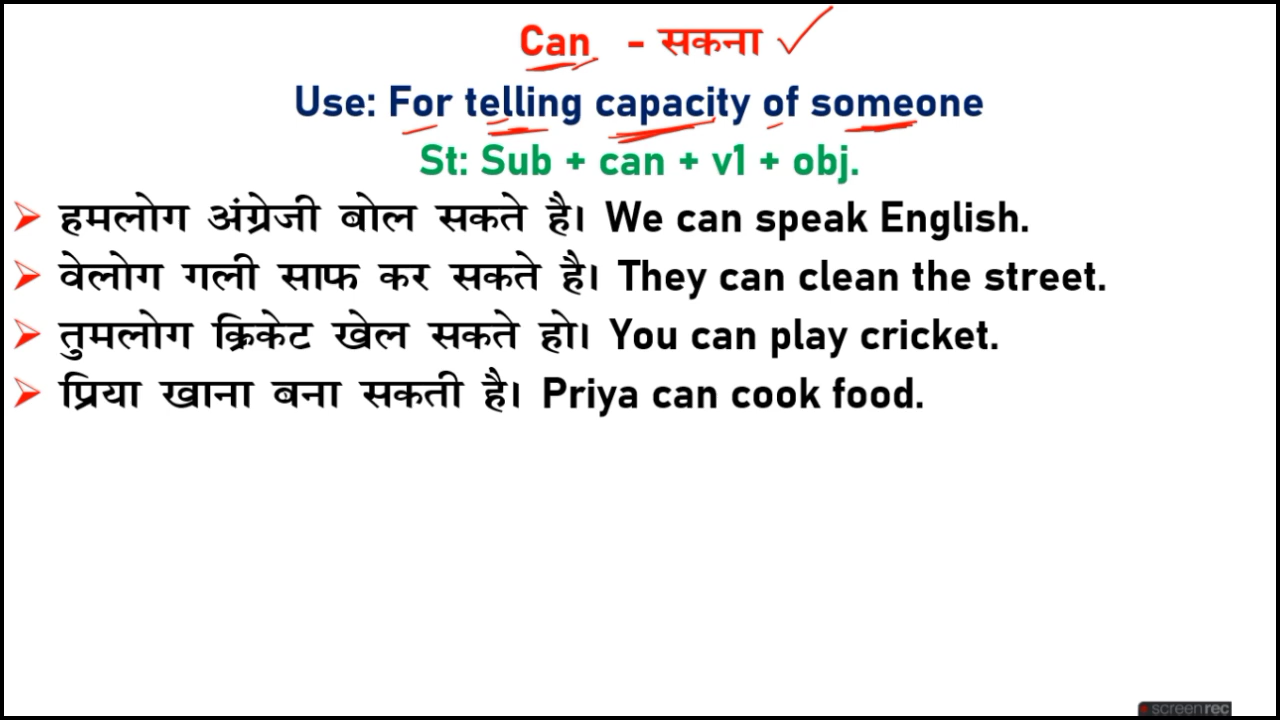 Can - सकना
Use: For telling capacity of someone
St: Sub + can + v1 + obj.
हमलोग अंग्रेजी बोल सकते है। We can speak English.
वेलोग गली साफ कर सकते है। They can clean the street.
तुमलोग क्रिकेट खेल सकते हो। You can play cricket.
प्रिया खाना बना सकती है। Priya can cook food.
screenrec